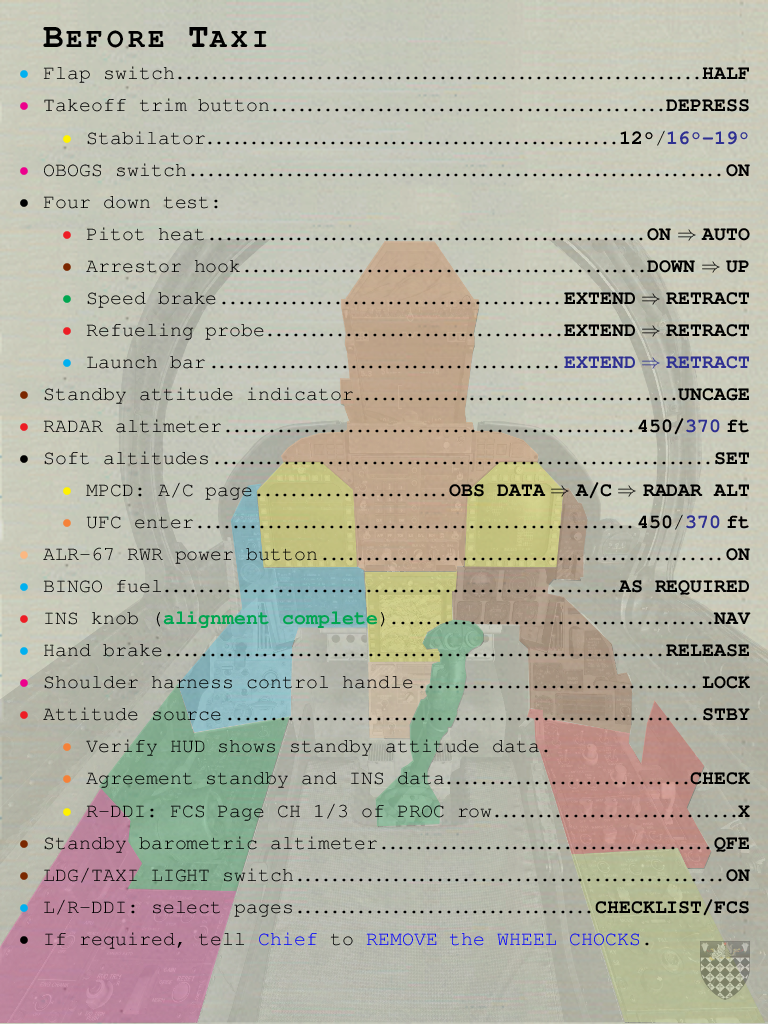 BEFORE TAXI
• Flap switch........HALF
• Takeoff trim button........DEPRESS
• Stabilator........12°/16°-19°
• OBOGS switch........ON
• Four down test:
• Pitot heat........ON ⇒ AUTO
• Arrestor hook........DOWN ⇒ UP
• Speed brake........EXTEND ⇒ RETRACT
• Refueling probe........EXTEND ⇒ RETRACT
• Launch bar........EXTEND ⇒ RETRACT
• Standby attitude indicator........UNCAGE
• RADAR altimeter........450/370 ft
• Soft altitudes........SET
• MPCD: A/C page........OBS DATA ⇒ A/C ⇒ RADAR ALT
• UFC enter........450/370 ft
• ALR-67 RWR power button........ON
• BINGO fuel........AS REQUIRED
• INS knob (alignment complete)........NAV
• Hand brake........RELEASE
• Shoulder harness control handle........LOCK
• Attitude source........STBY
• Verify HUD shows standby attitude data.
• Agreement standby and INS data........CHECK
• R-DDI: FCS Page CH 1/3 of PROC row........X
• Standby barometric altimeter........QFE
• LDG/TAXI LIGHT switch........ON
• L/R-DDI: select pages........CHECKLIST/FCS
• If required, tell Chief to REMOVE the WHEEL CHOCKS.